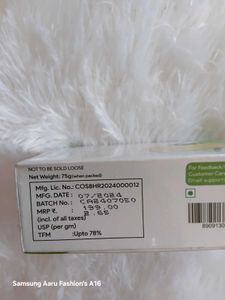 NOT TO BE SOLD LOOSE
Net Weight: 75g (when packed)
Mfg. Lic. No.: COS8HR2024000012
MFG. DATE : 07/2024
BATCH No. : CA2407020
MRP ₹. : 199.00
(incl. of all taxes)
USP (per gm) 2.65
TFM :Upto 78%
For Feedback/
Customer Care
Email support
8909130
Samsung Aaru Fashion's A16